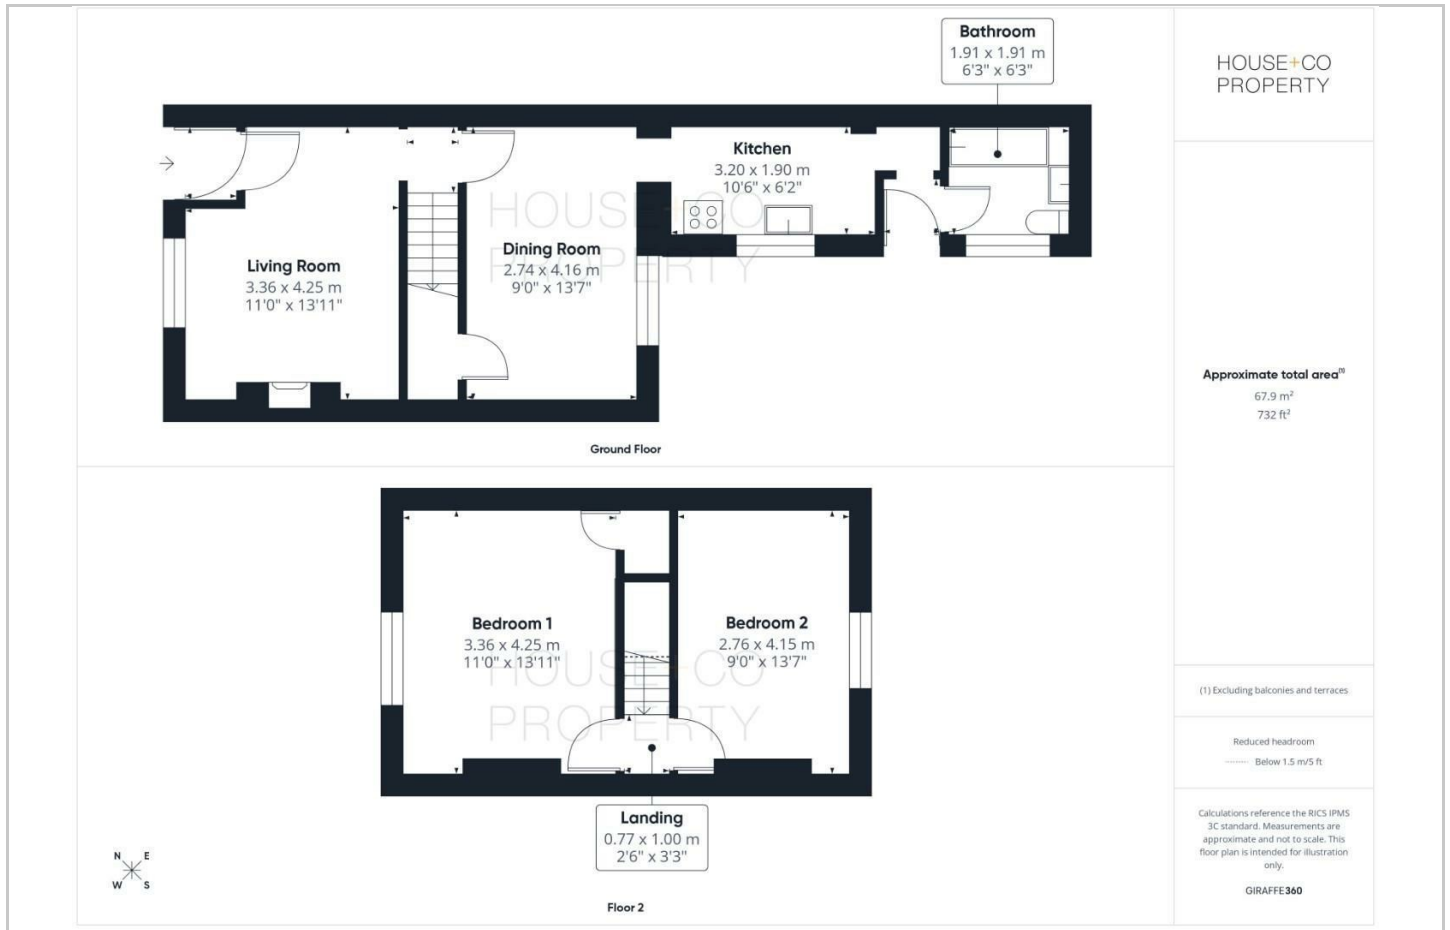 Bathroom
1.91 x 1.91 m
6'3" x 6'3"
Kitchen
3.20 x 1.90 m
10'6" x 6'2"
Dining Room
2.74 x 4.16 m
9'0" x 13'7"
Living Room
3.36 x 4.25 m
11'0" x 13'11"
HOUSE+CO
PROPERTY
Ground Floor
Bedroom 1
3.36 x 4.25 m
11'0" x 13'11"
Bedroom 2
2.76 x 4.15 m
9'0" x 13'7"
HOUSE+CO
PROPERTY
Landing
0.77 x 1.00 m
2'6" x 3'3"
N E
W S
Floor 2
HOUSE+CO
PROPERTY
Approximate total area(1)
67.9 m²
732 ft²
(1) Excluding balconies and terraces
Reduced headroom
Below 1.5 m/5 ft
Calculations reference the RICS IPMS
3C standard. Measurements are
approximate and not to scale. This
floor plan is intended for illustration
only.
GIRAFFE360